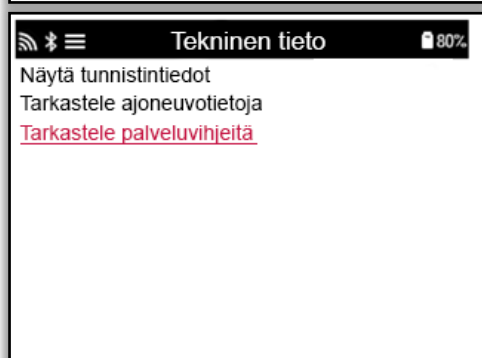 Tekninen tieto 80%
Näytä tunnistintiedot
Tarkastele ajoneuvotietoja
Tarkastele palveluvihjeitä